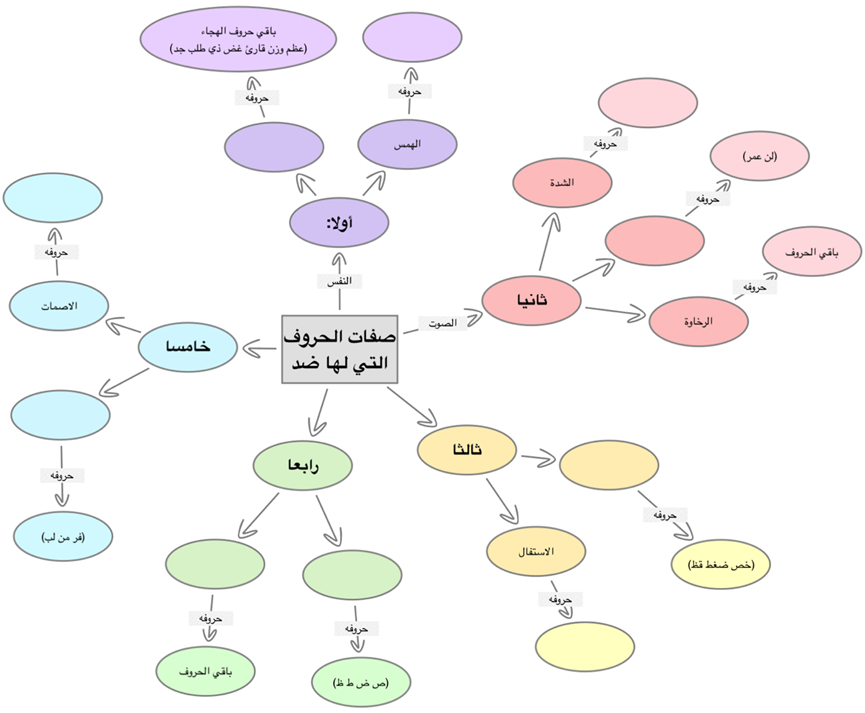 صفات الحروف
التي لها ضد
النفس
أولا:
الهمس
حروفه
حروفه
باقي حروف الهجاء
(عظم وزن قارئ غض ذي طلب جد)
الصوت
ثانيا
الشدة
حروفه
حروفه
(لن عمر)
الرخاوة
حروفه
باقي الحروف
ثالثا
حروفه
(خص ضغط قظ)
الاستفال
حروفه
رابعا
حروفه
(ص ض ط ظ)
حروفه
باقي الحروف
خامسا
الاصمات
حروفه
حروفه
(فر من لب)